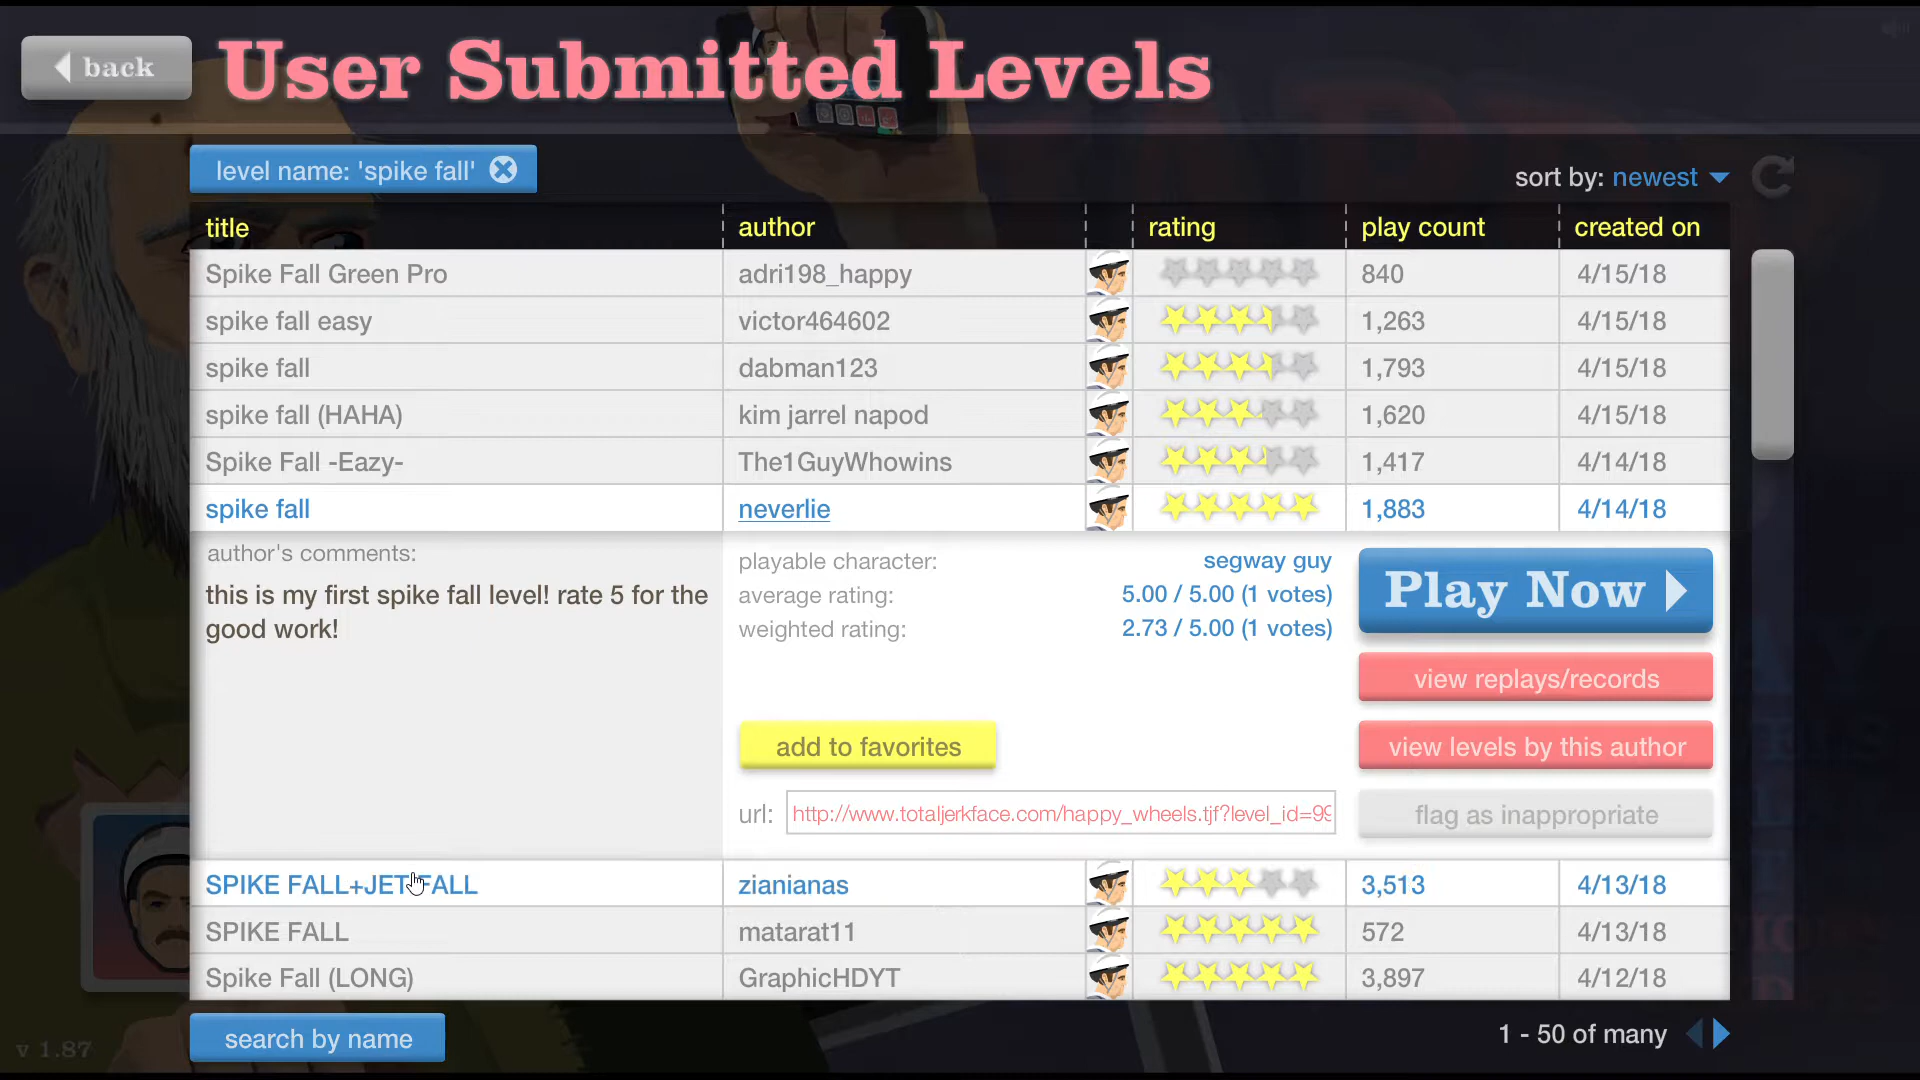 back
User Submitted Levels
level name: 'spike fall'
sort by: newest
title author rating play count created on
Spike Fall Green Pro adri198_happy 840 4/15/18
spike fall easy victor464602 1,263 4/15/18
spike fall dabman123 1,793 4/15/18
spike fall (HAHA) kim jarrel napod 1,620 4/15/18
Spike Fall -Eazy- The1GuyWhowins 1,417 4/14/18
spike fall neverlie 1,883 4/14/18
author's comments:
this is my first spike fall level! rate 5 for the
good work!
playable character: segway guy
average rating: 5.00 / 5.00 (1 votes)
weighted rating: 2.73 / 5.00 (1 votes)
add to favorites
url: http://www.totaljerkface.com/happy_wheels.tjf?level_id=99
Play Now
view replays/records
view levels by this author
flag as inappropriate
SPIKE FALL+JET FALL zianianas 3,513 4/13/18
SPIKE FALL matarat11 572 4/13/18
Spike Fall (LONG) GraphicHDYT 3,897 4/12/18
search by name
1 - 50 of many
v 1.87